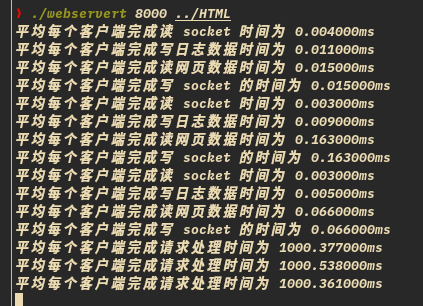 ❯ ./webservert 8000 ../HTML
平均每个客户端完成读 socket 时间为 0.004000ms
平均每个客户端完成写日志数据时间为 0.011000ms
平均每个客户端完成读网页数据时间为 0.015000ms
平均每个客户端完成写 socket 的时间为 0.015000ms
平均每个客户端完成读 socket 时间为 0.003000ms
平均每个客户端完成写日志数据时间为 0.009000ms
平均每个客户端完成读网页数据时间为 0.163000ms
平均每个客户端完成写 socket 的时间为 0.163000ms
平均每个客户端完成读 socket 时间为 0.003000ms
平均每个客户端完成写日志数据时间为 0.005000ms
平均每个客户端完成读网页数据时间为 0.066000ms
平均每个客户端完成写 socket 的时间为 0.066000ms
平均每个客户端完成请求处理时间为 1000.377000ms
平均每个客户端完成请求处理时间为 1000.538000ms
平均每个客户端完成请求处理时间为 1000.361000ms